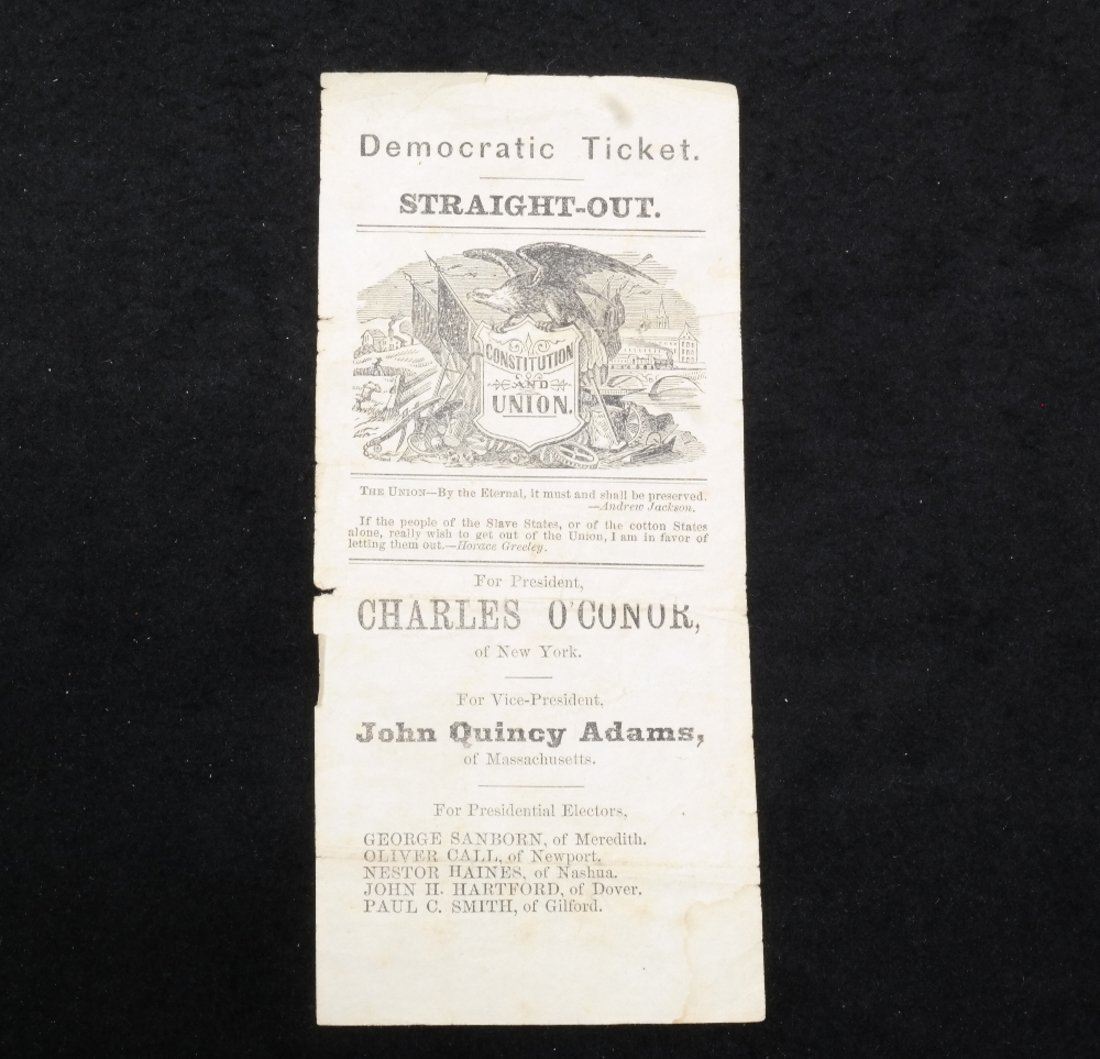 Democratic Ticket.
STRAIGHT-OUT.
CONSTITUTION
AND
UNION.
THE UNION—By the Eternal, it must and shall be preserved.
—Andrew Jackson.
If the people of the Slave States, or of the cotton States
alone, really wish to get out of the Union, I am in favor of
letting them out.—Horace Greeley.
For President,
CHARLES O'CONOR,
of New York.
For Vice-President,
John Quincy Adams,
of Massachusetts.
For Presidential Electors,
GEORGE SANBORN, of Meredith.
OLIVER CALL, of Newport.
NESTOR HAINES, of Nashua.
JOHN H. HARTFORD, of Dover.
PAUL C. SMITH, of Gilford.